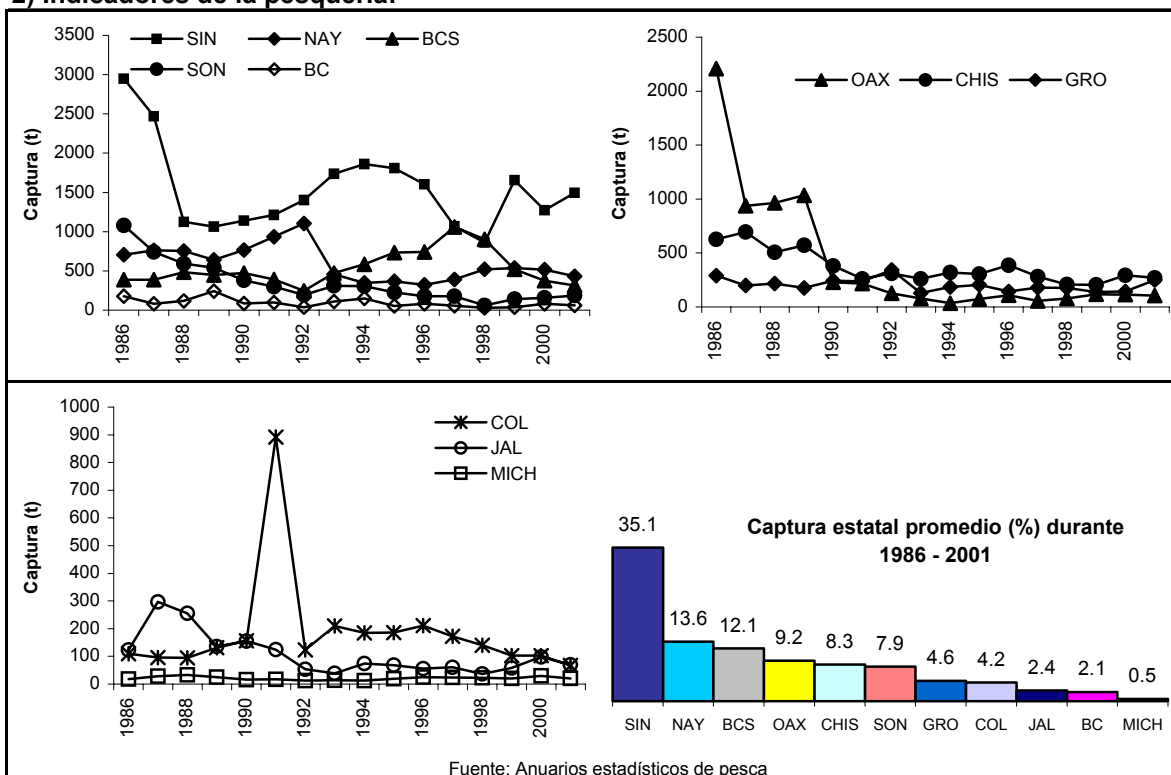 2) Indicadores de la pesquería:
3500
3000
2500
2000
1500
1000
500
0
Captura (t)
SIN NAY BCS
SON BC
1986 1988 1990 1992 1994 1996 1998 2000
2500
2000
1500
1000
500
0
Captura (t)
OAX CHIS GRO
1986 1988 1990 1992 1994 1996 1998 2000
1000
900
800
700
600
500
400
300
200
100
0
Captura (t)
COL
JAL
MICH
1986 1988 1990 1992 1994 1996 1998 2000
Captura estatal promedio (%) durante
1986 - 2001
35.1 13.6 12.1 9.2 8.3 7.9 4.6 4.2 2.4 2.1 0.5
SIN NAY BCS OAX CHIS SON GRO COL JAL BC MICH
Fuente: Anuarios estadísticos de pesca